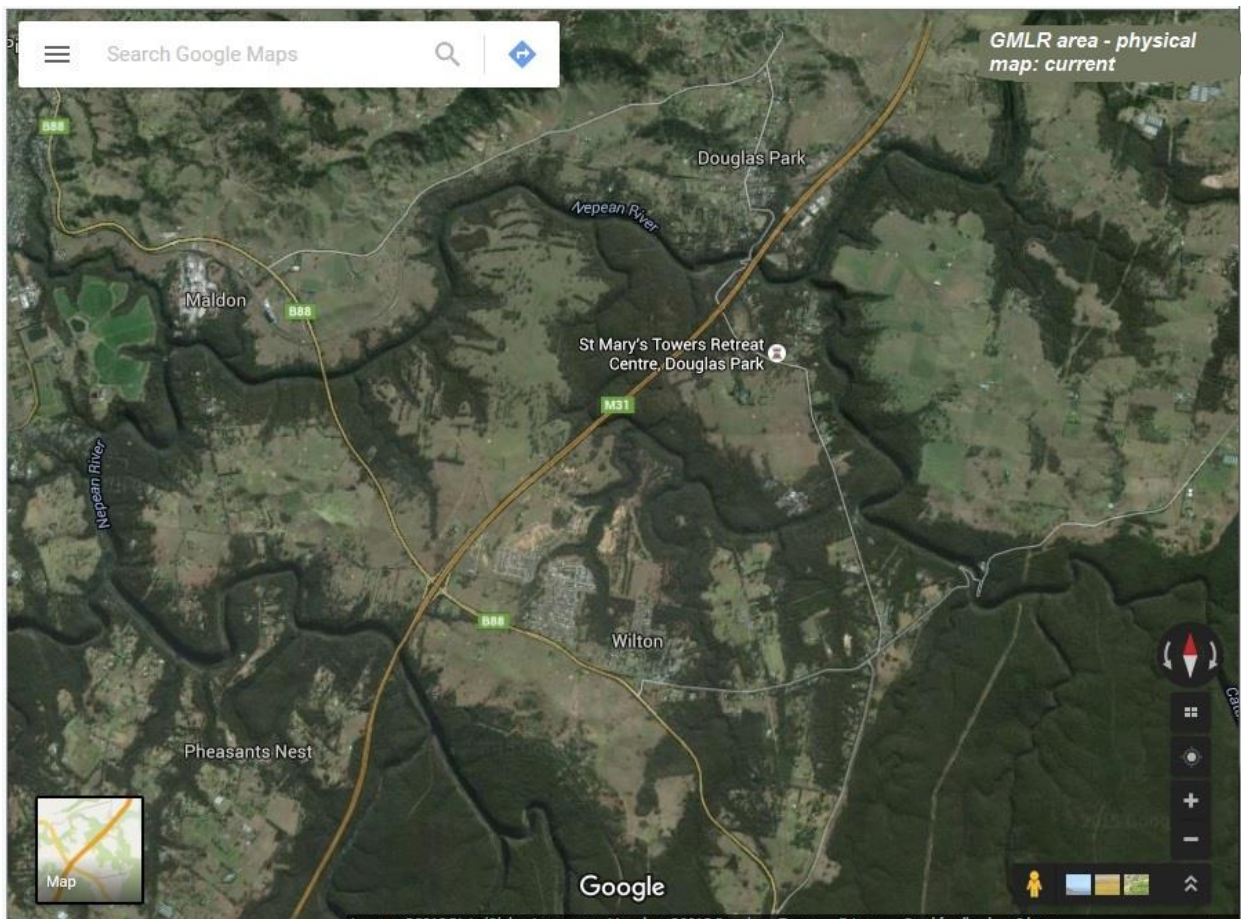 Search Google Maps
GMLR area - physical
map: current
B88
Douglas Park
Nepean River
Maldon
B88
St Mary's Towers Retreat
Centre, Douglas Park
M31
Nepean River
B88
Wilton
Pheasants Nest
Map
Google